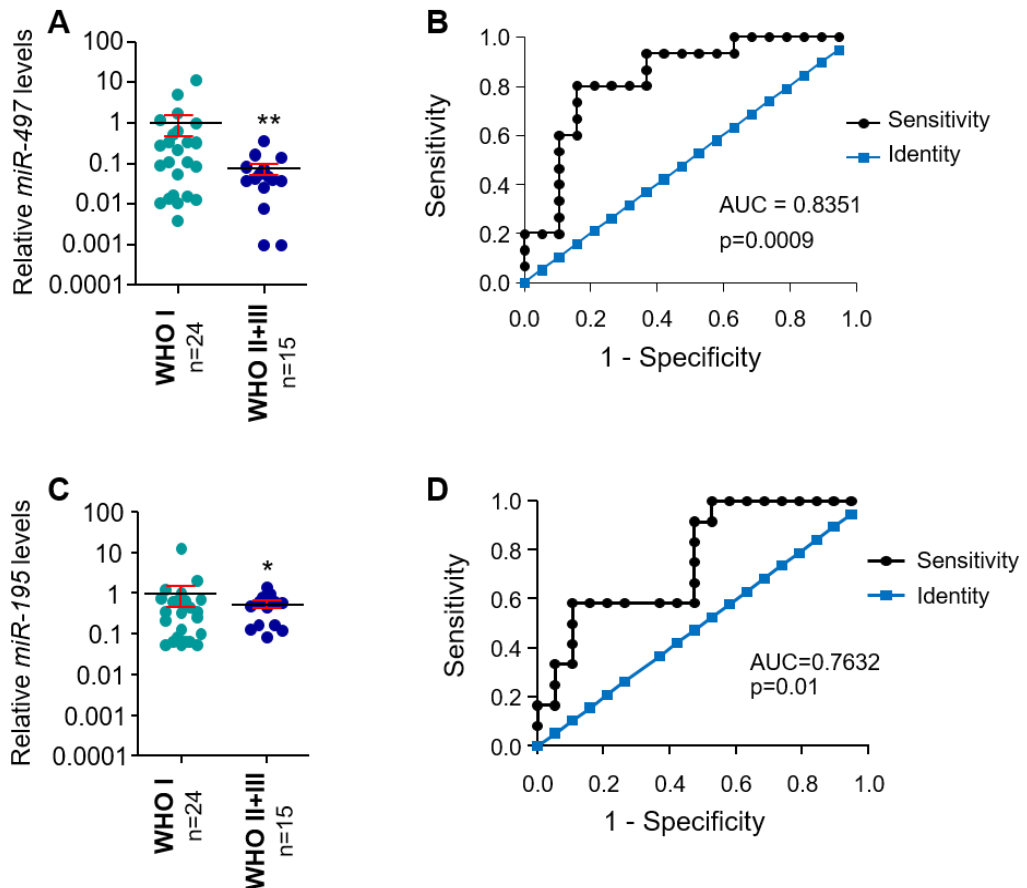 A
Relative miR-497 levels
100
10
1
0.1
0.01
0.001
0.0001
**
WHO I
n=24
WHO II+III
n=15
B
Sensitivity
1.0
0.8
0.6
0.4
0.2
0.0
0.0 0.2 0.4 0.6 0.8 1.0
1 - Specificity
Sensitivity
Identity
AUC = 0.8351
p=0.0009
C
Relative miR-195 levels
100
10
1
0.1
0.01
0.001
0.0001
*
WHO I
n=24
WHO II+III
n=15
D
Sensitivity
1.0
0.8
0.6
0.4
0.2
0.0
0.0 0.2 0.4 0.6 0.8 1.0
1 - Specificity
Sensitivity
Identity
AUC=0.7632
p=0.01